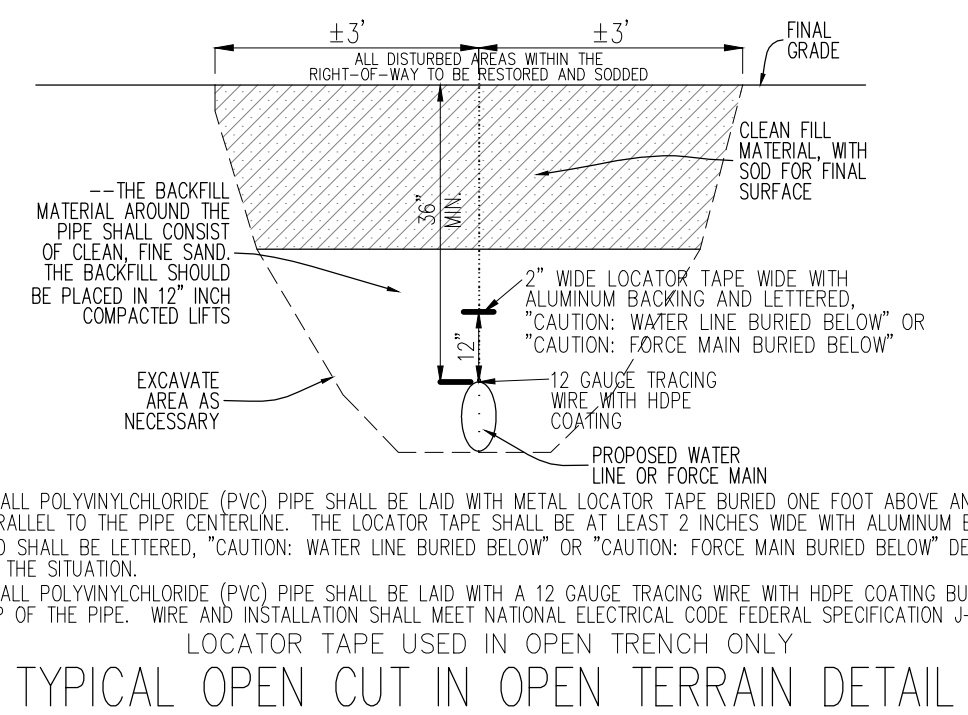 ±3'
±3'
FINAL
GRADE
ALL DISTURBED AREAS WITHIN THE
RIGHT-OF-WAY TO BE RESTORED AND SODDED
CLEAN FILL
MATERIAL, WITH
SOD FOR FINAL
SURFACE
--THE BACKFILL
MATERIAL AROUND THE
PIPE SHALL CONSIST
OF CLEAN, FINE SAND.
THE BACKFILL SHOULD
BE PLACED IN 12" INCH
COMPACTED LIFTS
36"
MIN.
2" WIDE LOCATOR TAPE WIDE WITH
ALUMINUM BACKING AND LETTERED,
"CAUTION: WATER LINE BURIED BELOW" OR
"CAUTION: FORCE MAIN BURIED BELOW"
12"
12 GAUGE TRACING
WIRE WITH HDPE
COATING
EXCAVATE
AREA AS
NECESSARY
PROPOSED WATER
LINE OR FORCE MAIN
ALL POLYVINYLCHLORIDE (PVC) PIPE SHALL BE LAID WITH METAL LOCATOR TAPE BURIED ONE FOOT ABOVE AN
RALLEL TO THE PIPE CENTERLINE. THE LOCATOR TAPE SHALL BE AT LEAST 2 INCHES WIDE WITH ALUMINUM B
D SHALL BE LETTERED, "CAUTION: WATER LINE BURIED BELOW" OR "CAUTION: FORCE MAIN BURIED BELOW" DE
THE SITUATION.
ALL POLYVINYLCHLORIDE (PVC) PIPE SHALL BE LAID WITH A 12 GAUGE TRACING WIRE WITH HDPE COATING BU
P OF THE PIPE. WIRE AND INSTALLATION SHALL MEET NATIONAL ELECTRICAL CODE FEDERAL SPECIFICATION J-
LOCATOR TAPE USED IN OPEN TRENCH ONLY
TYPICAL OPEN CUT IN OPEN TERRAIN DETAIL